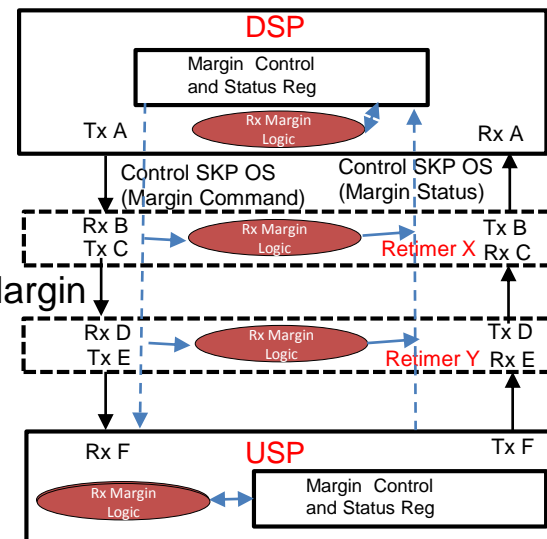 DSP
Margin Control
and Status Reg
Rx Margin
Logic
Tx A
Rx A
Control SKP OS
(Margin Command)
Control SKP OS
(Margin Status)
Rx B
Tx C
Rx Margin
Logic
Tx B
Retimer X
Rx C
Margin
Rx D
Tx E
Rx Margin
Logic
Tx D
Retimer Y
Rx E
Rx F
USP
Tx F
Rx Margin
Logic
Margin Control
and Status Reg